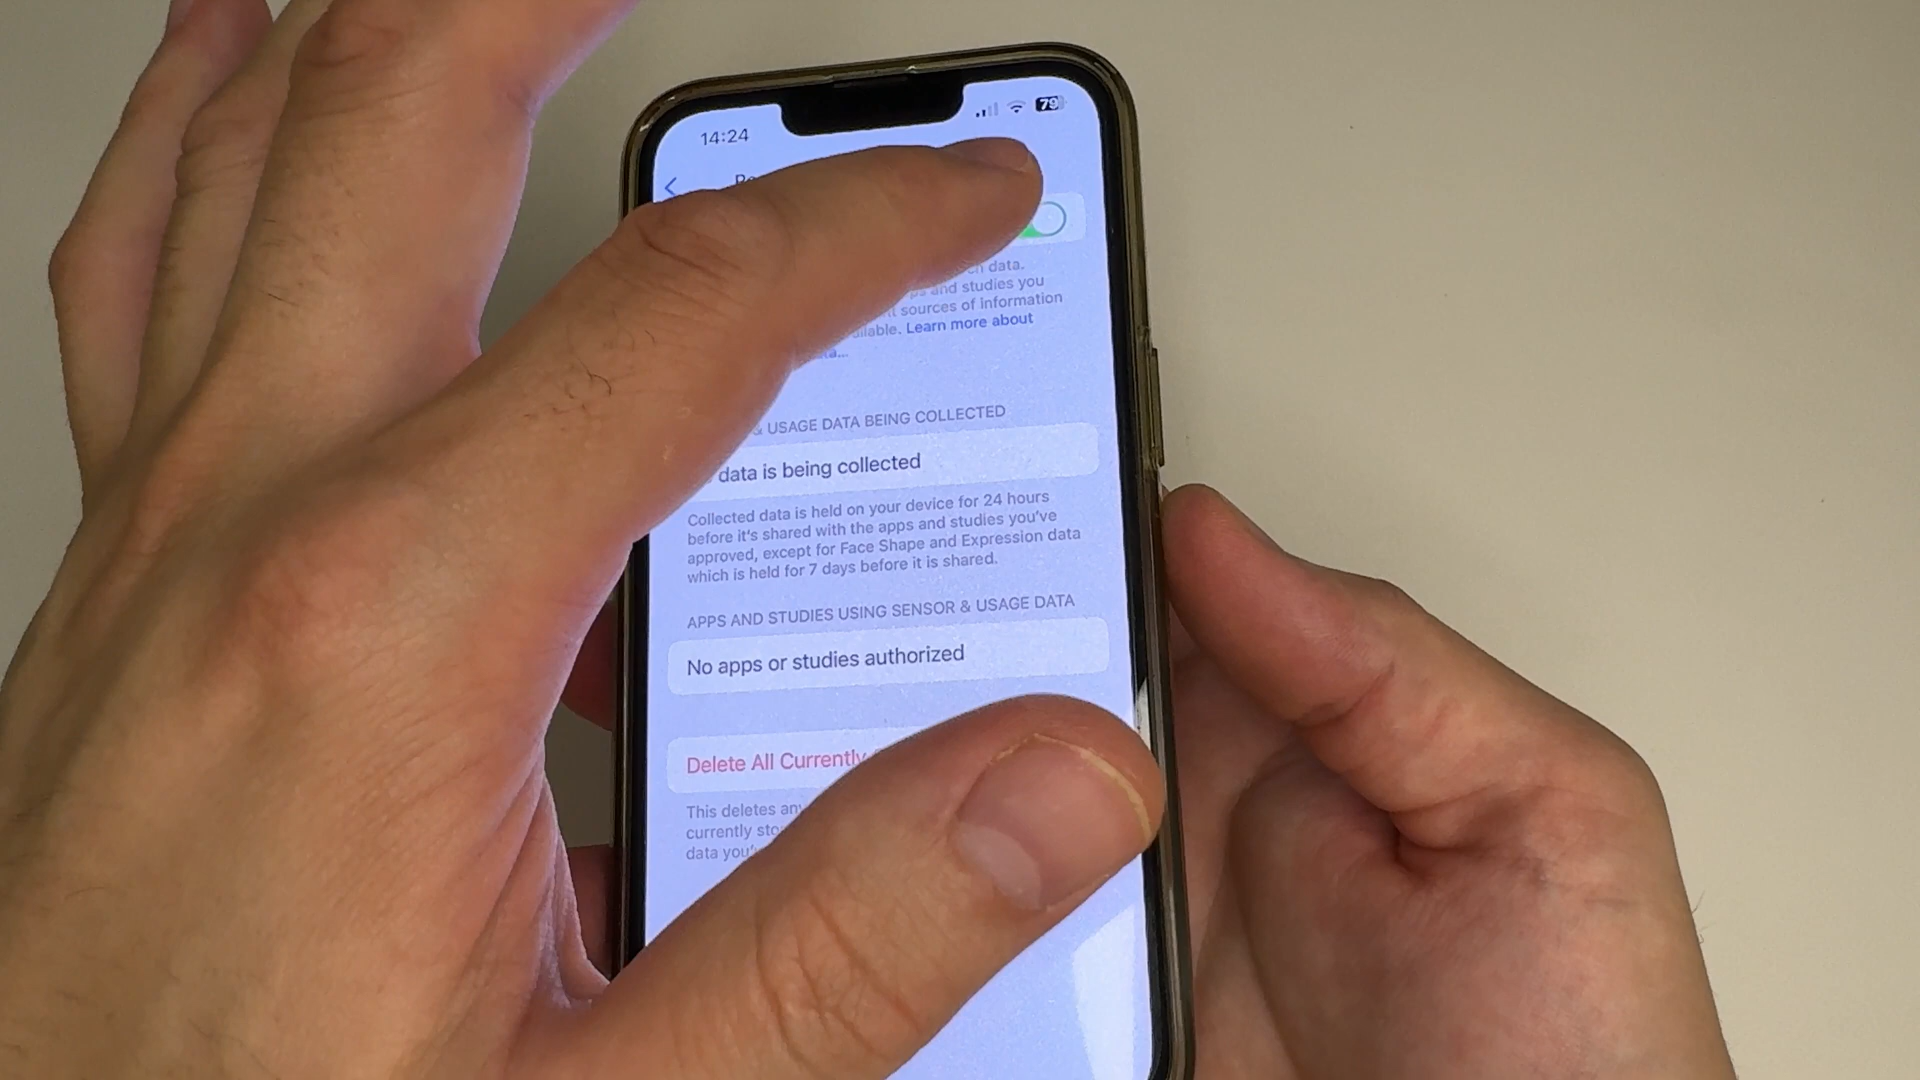 14:24
79
data.
and studies you
sources of information
Learn more about
& USAGE DATA BEING COLLECTED
data is being collected
Collected data is held on your device for 24 hours
before it's shared with the apps and studies you've
approved, except for Face Shape and Expression data
which is held for 7 days before it is shared.
APPS AND STUDIES USING SENSOR & USAGE DATA
No apps or studies authorized
Delete All Currently
This deletes any
currently
data